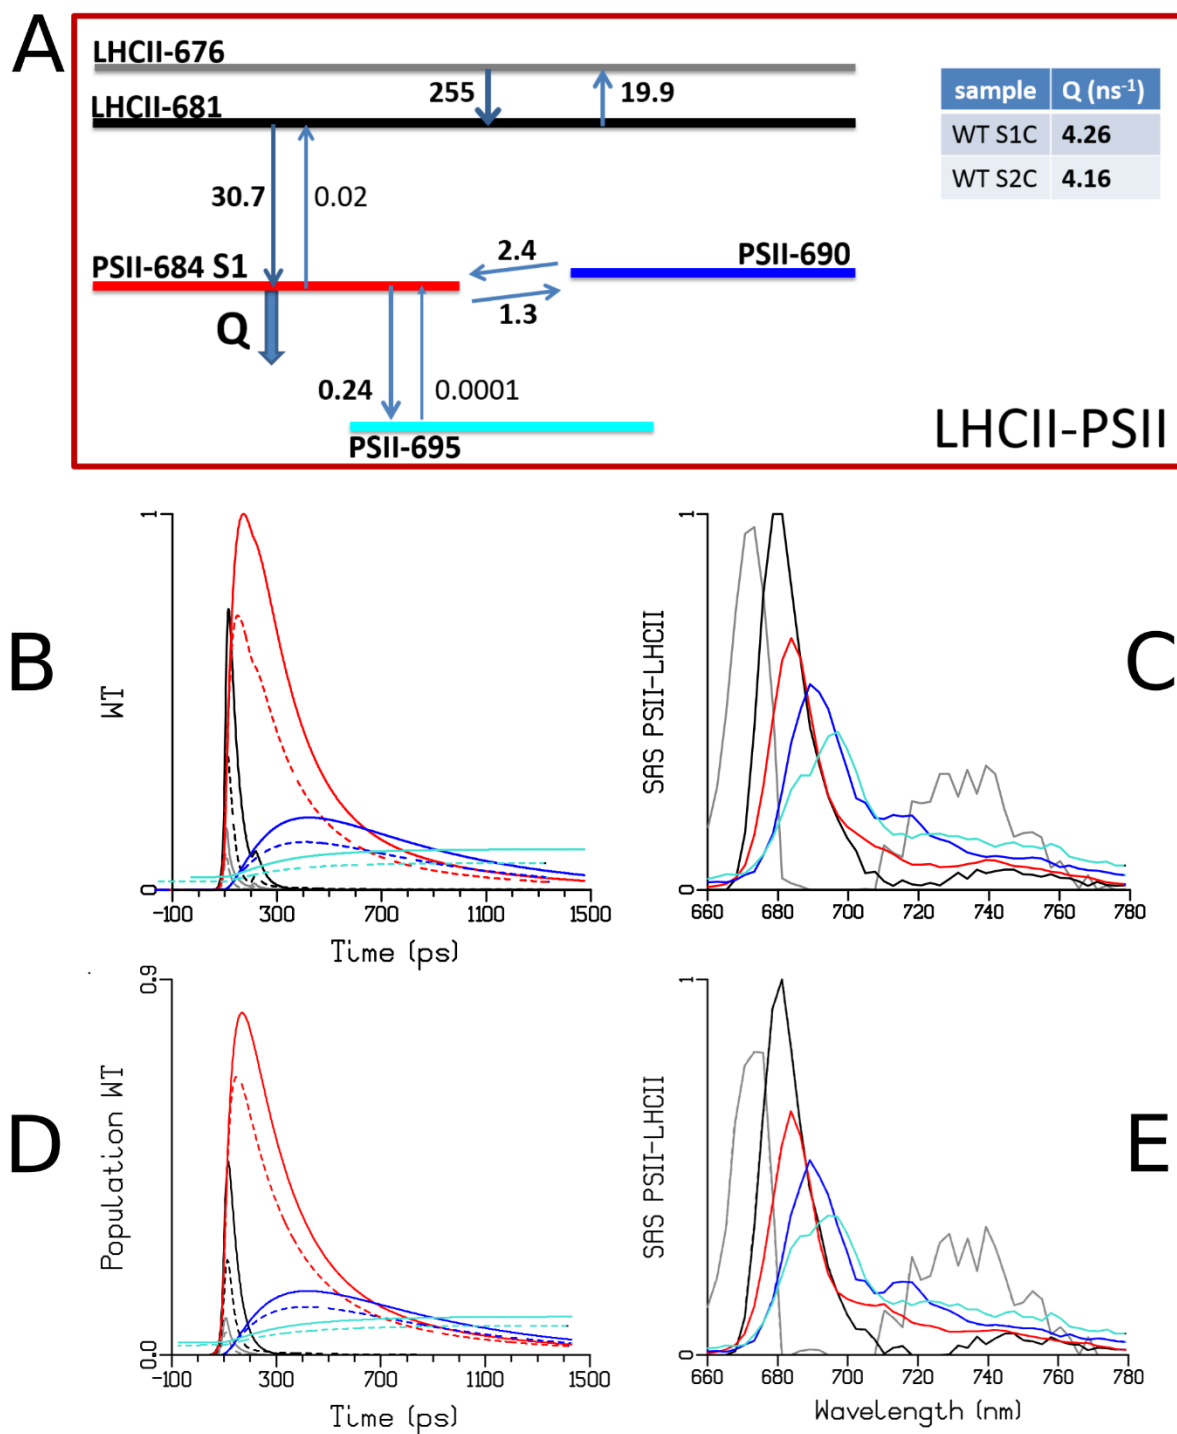 A
LHCII-676
255
19.9
LHCII-681
sample Q (ns⁻¹)
WT S1C 4.26
WT S2C 4.16
30.7
0.02
PSII-684 S1
2.4
PSII-690
1.3
Q
0.24
0.0001
PSII-695
LHCII-PSII
B
WT
1
0
-100 300 700 1100 1500
Time (ps)
C
SAS PSII-LHCII
1
0
660 680 700 720 740 760 780
D
Population WT
0.9
0.0
-100 300 700 1100 1500
Time (ps)
E
SAS PSII-LHCII
1
0
660 680 700 720 740 760 780
Wavelength (nm)